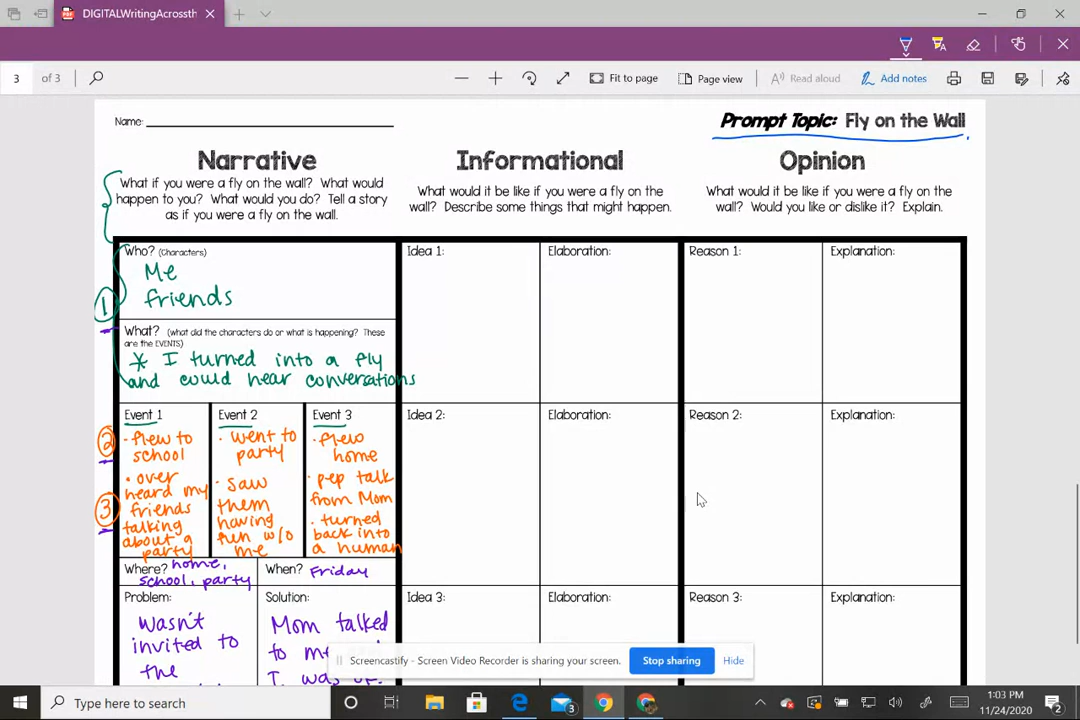 DIGITALWritingAcrossth
3 of 3
Fit to page
Page view
Read aloud
Add notes
Name:
Prompt Topic: Fly on the Wall
Narrative
What if you were a fly on the wall? What would
happen to you? What would you do? Tell a story
as if you were a fly on the wall.
Informational
What would it be like if you were a fly on the
wall? Describe some things that might happen.
Opinion
What would it be like if you were a fly on the
wall? Would you like or dislike it? Explain.
1
Who? (Characters)
Me
friends
What? (what did the characters do or what is happening? These
are the EVENTS)
* I turned into a fly
and could hear conversations
2
3
Event 1
• flew to
school
• over
heard my
friends
talking
about a
party
Event 2
• went to
party
• saw
them
having
fun w/o
me
Event 3
• flew
home
• pep talk
from Mom
• turned
back into
a human
Where? home,
school, party
When? Friday
Problem:
Wasn't
invited to
the
Solution:
Mom talked
to me
I was
Idea 1:
Elaboration:
Idea 2:
Elaboration:
Idea 3:
Elaboration:
Reason 1:
Explanation:
Reason 2:
Explanation:
Reason 3:
Explanation:
Screencastify - Screen Video Recorder is sharing your screen.
Stop sharing
Hide
Type here to search
3
1:03 PM
11/24/2020
2